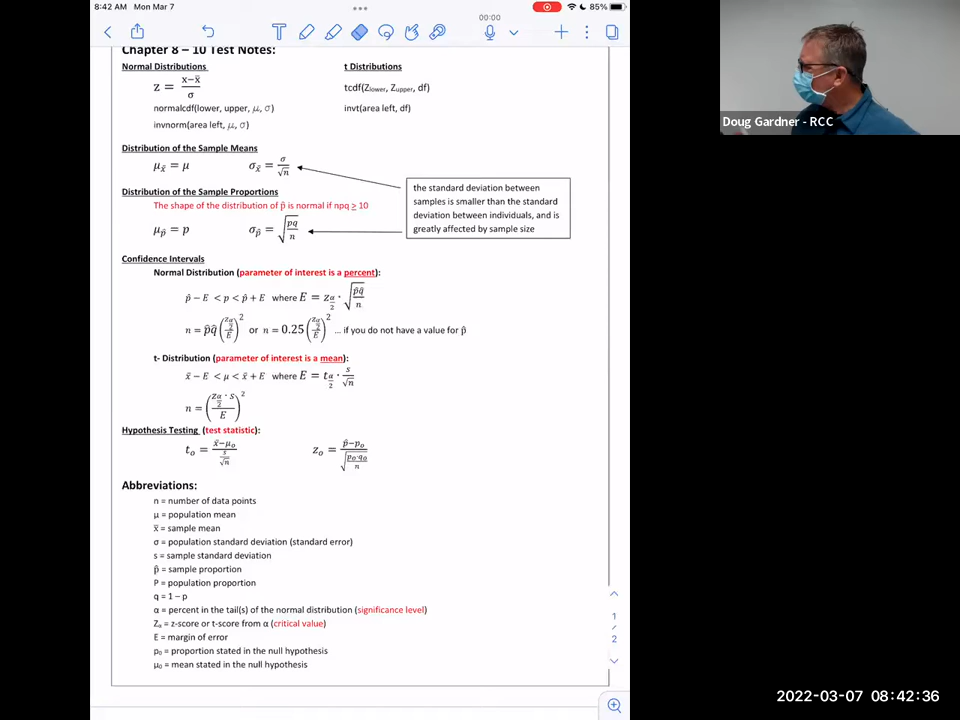 8:42 AM Mon Mar 7
85%
00:00
Chapter 8 – 10 Test Notes:
Normal Distributions
t Distributions
z = x−x̄/σ
tcdf(Zlower, Zupper, df)
normalcdf(lower, upper, μ, σ)
invt(area left, df)
invnorm(area left, μ, σ)
Distribution of the Sample Means
μx̄ = μ σx̄ = σ/√n
the standard deviation between
samples is smaller than the standard
deviation between individuals, and is
greatly affected by sample size
Distribution of the Sample Proportions
The shape of the distribution of p̂ is normal if npq ≥ 10
μp̂ = p σp̂ = √(pq/n)
Confidence Intervals
Normal Distribution (parameter of interest is a percent):
p̂ − E < p < p̂ + E where E = zα/2 · √(p̂q̂/n)
n = p̂q̂(zα/2/E)² or n = 0.25(zα/2/E)² ... if you do not have a value for p̂
t- Distribution (parameter of interest is a mean):
x̄ − E < μ < x̄ + E where E = tα/2 · s/√n
n = (zα/2 · s/E)²
Hypothesis Testing (test statistic):
to = x̄−μo/(s/√n) zo = p̂−po/√(po·qo/n)
Abbreviations:
n = number of data points
μ = population mean
x̄ = sample mean
σ = population standard deviation (standard error)
s = sample standard deviation
p̂ = sample proportion
P = population proportion
q = 1 – p
α = percent in the tail(s) of the normal distribution (significance level)
Zα = z-score or t-score from α (critical value)
E = margin of error
p₀ = proportion stated in the null hypothesis
μ₀ = mean stated in the null hypothesis
1
/
2
Doug Gardner - RCC
2022-03-07 08:42:36